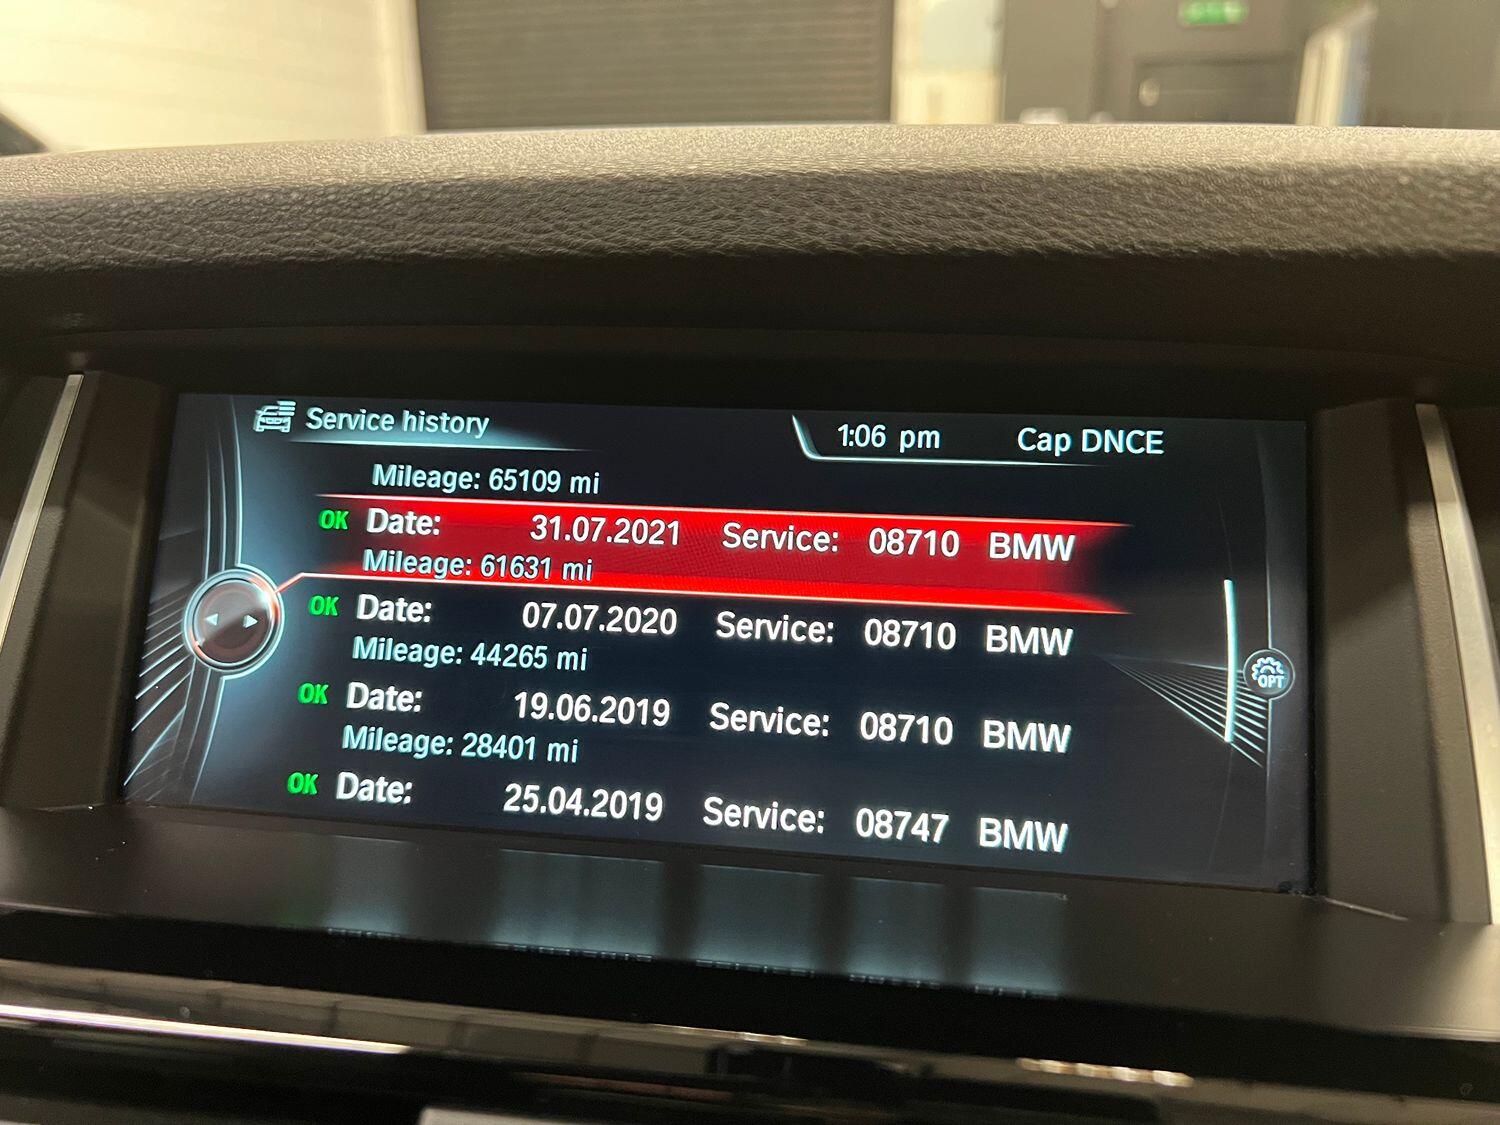 Service history
1:06 pm
Cap DNCE
Mileage: 65109 mi
OK Date: 31.07.2021 Service: 08710 BMW
Mileage: 61631 mi
OK Date: 07.07.2020 Service: 08710 BMW
Mileage: 44265 mi
OK Date: 19.06.2019 Service: 08710 BMW
Mileage: 28401 mi
OK Date: 25.04.2019 Service: 08747 BMW
OPT